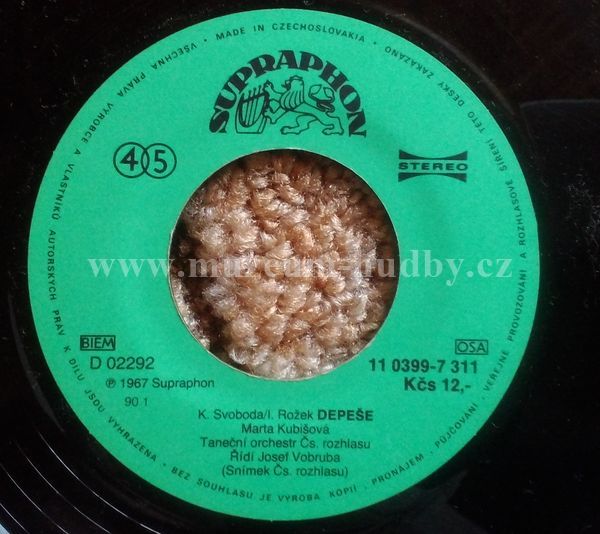 VŠECHNA PRÁVA VÝROBCE A VLASTNÍKŮ AUTORSKÝCH PRÁV K DÍLU JSOU VYHRAZENA • BEZ SOUHLASU JE VÝROBA KOPIÍ • PRONÁJEM • PŮJČOVÁNÍ • VEŘEJNÉ PROVOZOVÁNÍ A ROZHLASOVÉ ŠÍŘENÍ TÉTO DESKY ZAKÁZÁNO •
MADE IN CZECHOSLOVAKIA •
SUPRAPHON
45
STEREO
www.muzeum-hudby.cz
BIEM
OSA
D 02292
11 0399-7 311
℗ 1967 Supraphon
Kčs 12,-
90 1
K. Svoboda/I. Rožek DEPEŠE
Marta Kubišová
Taneční orchestr Čs. rozhlasu
Řídí Josef Vobruba
(Snímek Čs. rozhlasu)